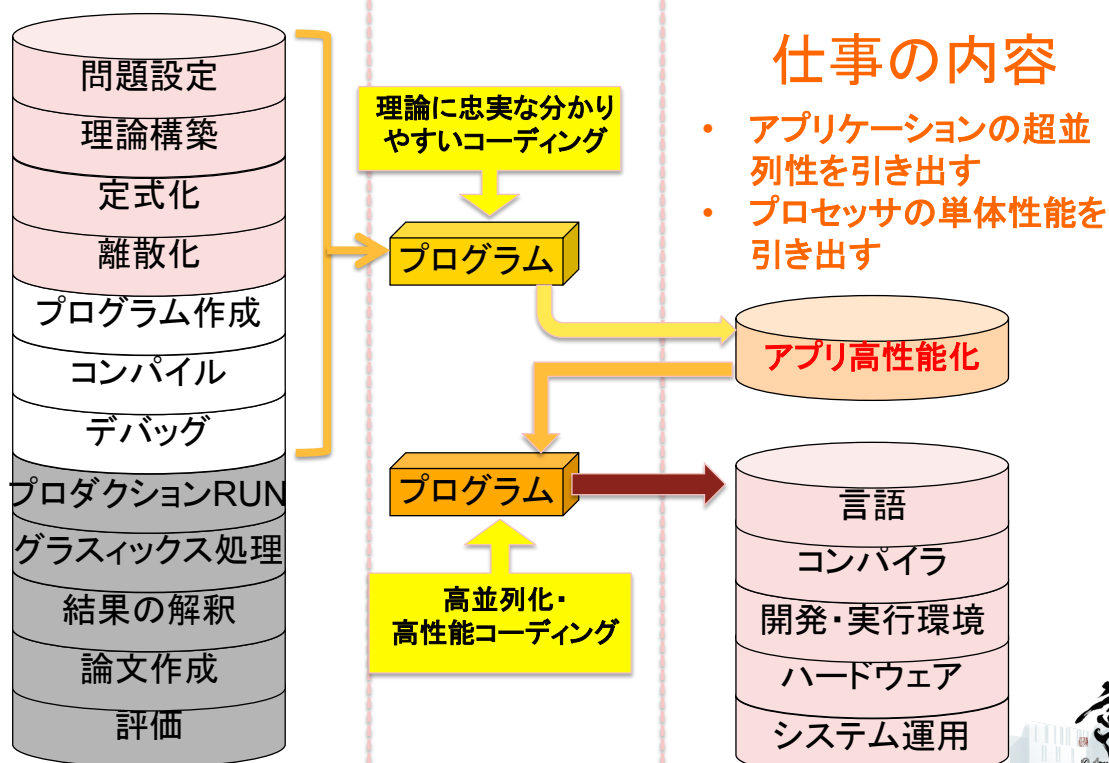 問題設定
理論構築
定式化
離散化
プログラム作成
コンパイル
デバッグ
プロダクションRUN
グラスィックス処理
結果の解釈
論文作成
評価
理論に忠実な分かり
やすいコーディング
プログラム
プログラム
高並列化・
高性能コーディング
仕事の内容
• アプリケーションの超並
列性を引き出す
• プロセッサの単体性能を
引き出す
アプリ高性能化
言語
コンパイラ
開発・実行環境
ハードウェア
システム運用